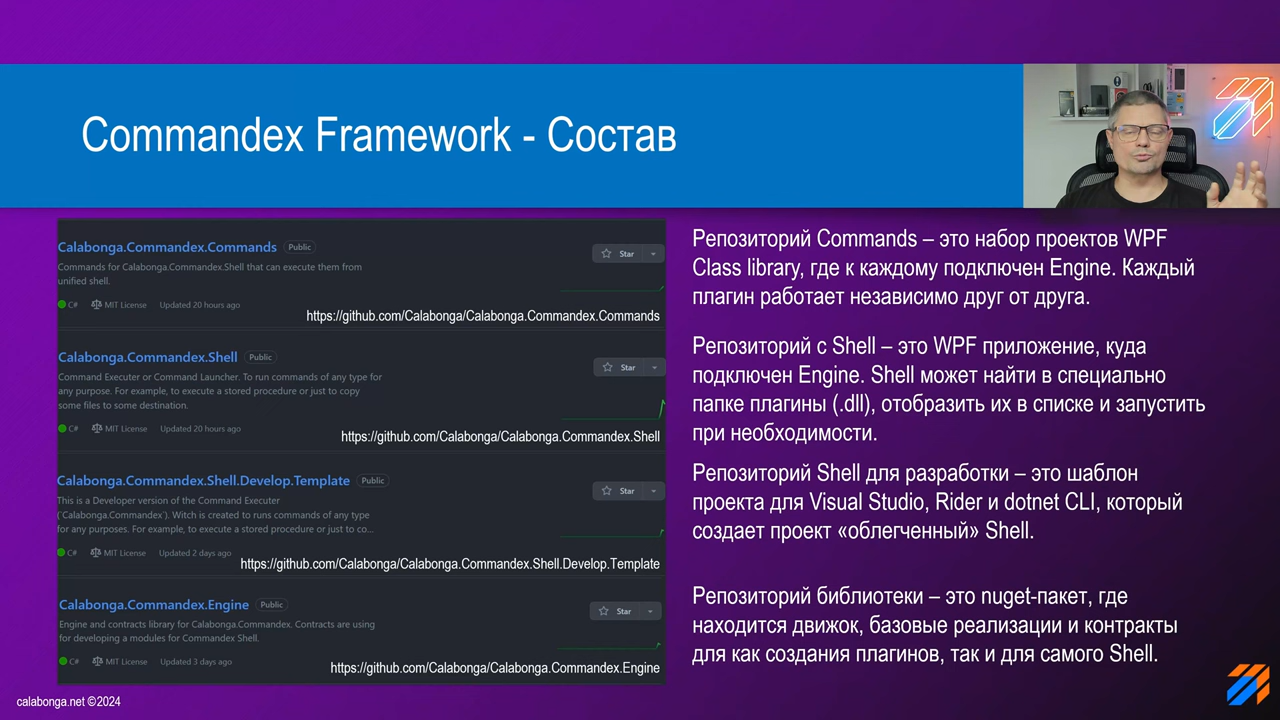 Commandex Framework - Состав
Calabonga.Commandex.Commands Public
Commands for Calabonga.Commandex.Shell that can execute them from
unified shell.
Star
C# MIT License Updated 20 hours ago
https://github.com/Calabonga/Calabonga.Commandex.Commands
Calabonga.Commandex.Shell Public
Command Executer or Command Launcher. To run commands of any type for
any purpose. For example, to execute a stored procedure or just to copy
some files to some destination.
Star
C# MIT License Updated 20 hours ago
https://github.com/Calabonga/Calabonga.Commandex.Shell
Calabonga.Commandex.Shell.Develop.Template Public
This is a Developer version of the Command Executer
(`Calabonga.Commandex`). Witch is created to runs commands of any type
for any purposes. For example, to execute a stored procedure or just to co...
Star
C# MIT License Updated 2 days ago
https://github.com/Calabonga/Calabonga.Commandex.Shell.Develop.Template
Calabonga.Commandex.Engine Public
Engine and contracts library for Calabonga.Commandex. Contracts are using
for developing a modules for Commandex Shell.
Star
C# MIT License Updated 3 days ago
https://github.com/Calabonga/Calabonga.Commandex.Engine
Репозиторий Commands – это набор проектов WPF
Class library, где к каждому подключен Engine. Каждый
плагин работает независимо друг от друга.
Репозиторий с Shell – это WPF приложение, куда
подключен Engine. Shell может найти в специально
папке плагины (.dll), отобразить их в списке и запустить
при необходимости.
Репозиторий Shell для разработки – это шаблон
проекта для Visual Studio, Rider и dotnet CLI, который
создает проект «облегченный» Shell.
Репозиторий библиотеки – это nuget-пакет, где
находится движок, базовые реализации и контракты
для как создания плагинов, так и для самого Shell.
calabonga.net ©2024